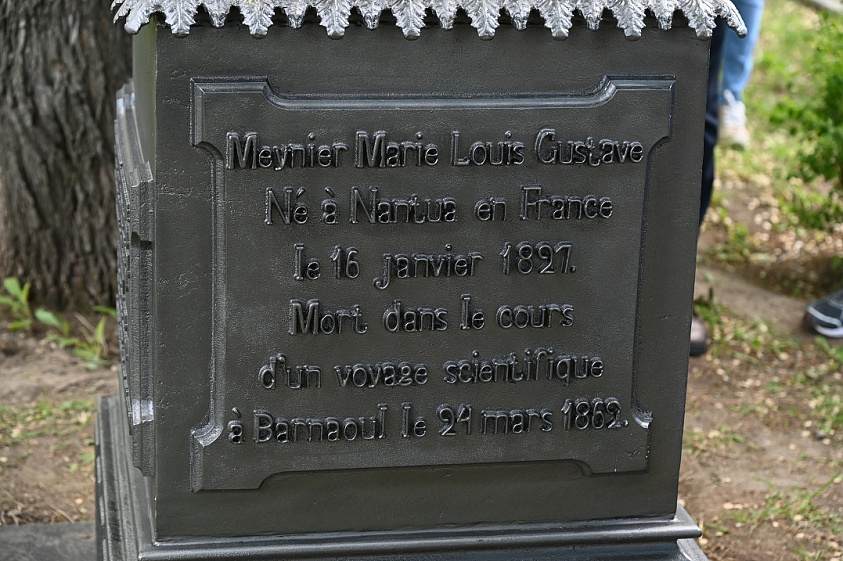 Meynier Marie Louis Gustave
Né à Nantua en France
le 16 janvier 1827.
Mort dans le cours
d'un voyage scientifique
à Barnaoul le 24 mars 1862.